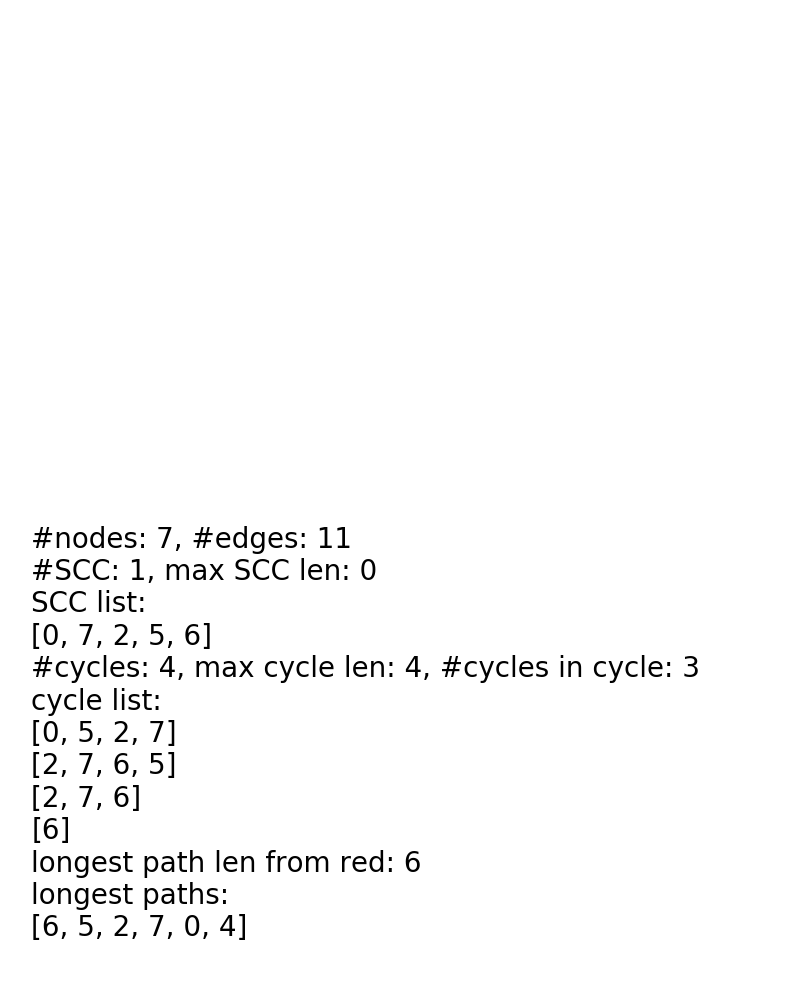 #nodes: 7, #edges: 11
#SCC: 1, max SCC len: 0
SCC list:
[0, 7, 2, 5, 6]
#cycles: 4, max cycle len: 4, #cycles in cycle: 3
cycle list:
[0, 5, 2, 7]
[2, 7, 6, 5]
[2, 7, 6]
[6]
longest path len from red: 6
longest paths:
[6, 5, 2, 7, 0, 4]